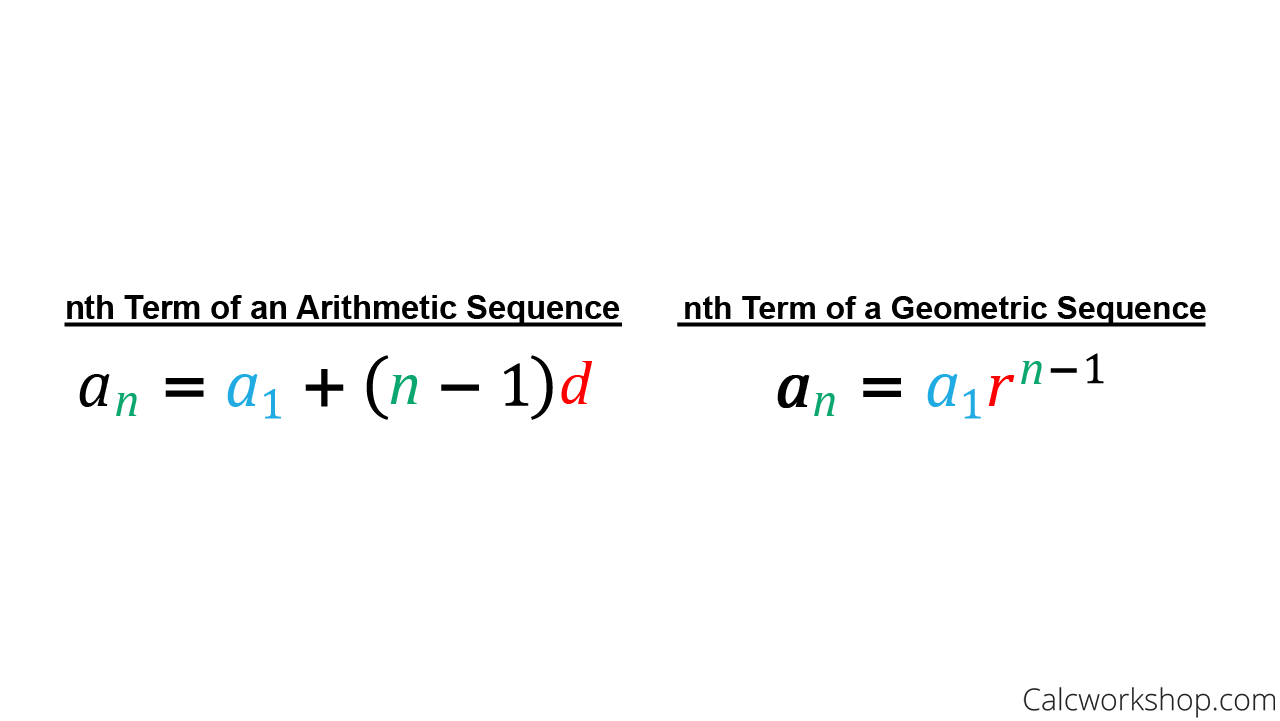 nth Term of an Arithmetic Sequence
aₙ = a₁ + (n − 1)d
nth Term of a Geometric Sequence
aₙ = a₁rⁿ⁻¹
Calcworkshop.com